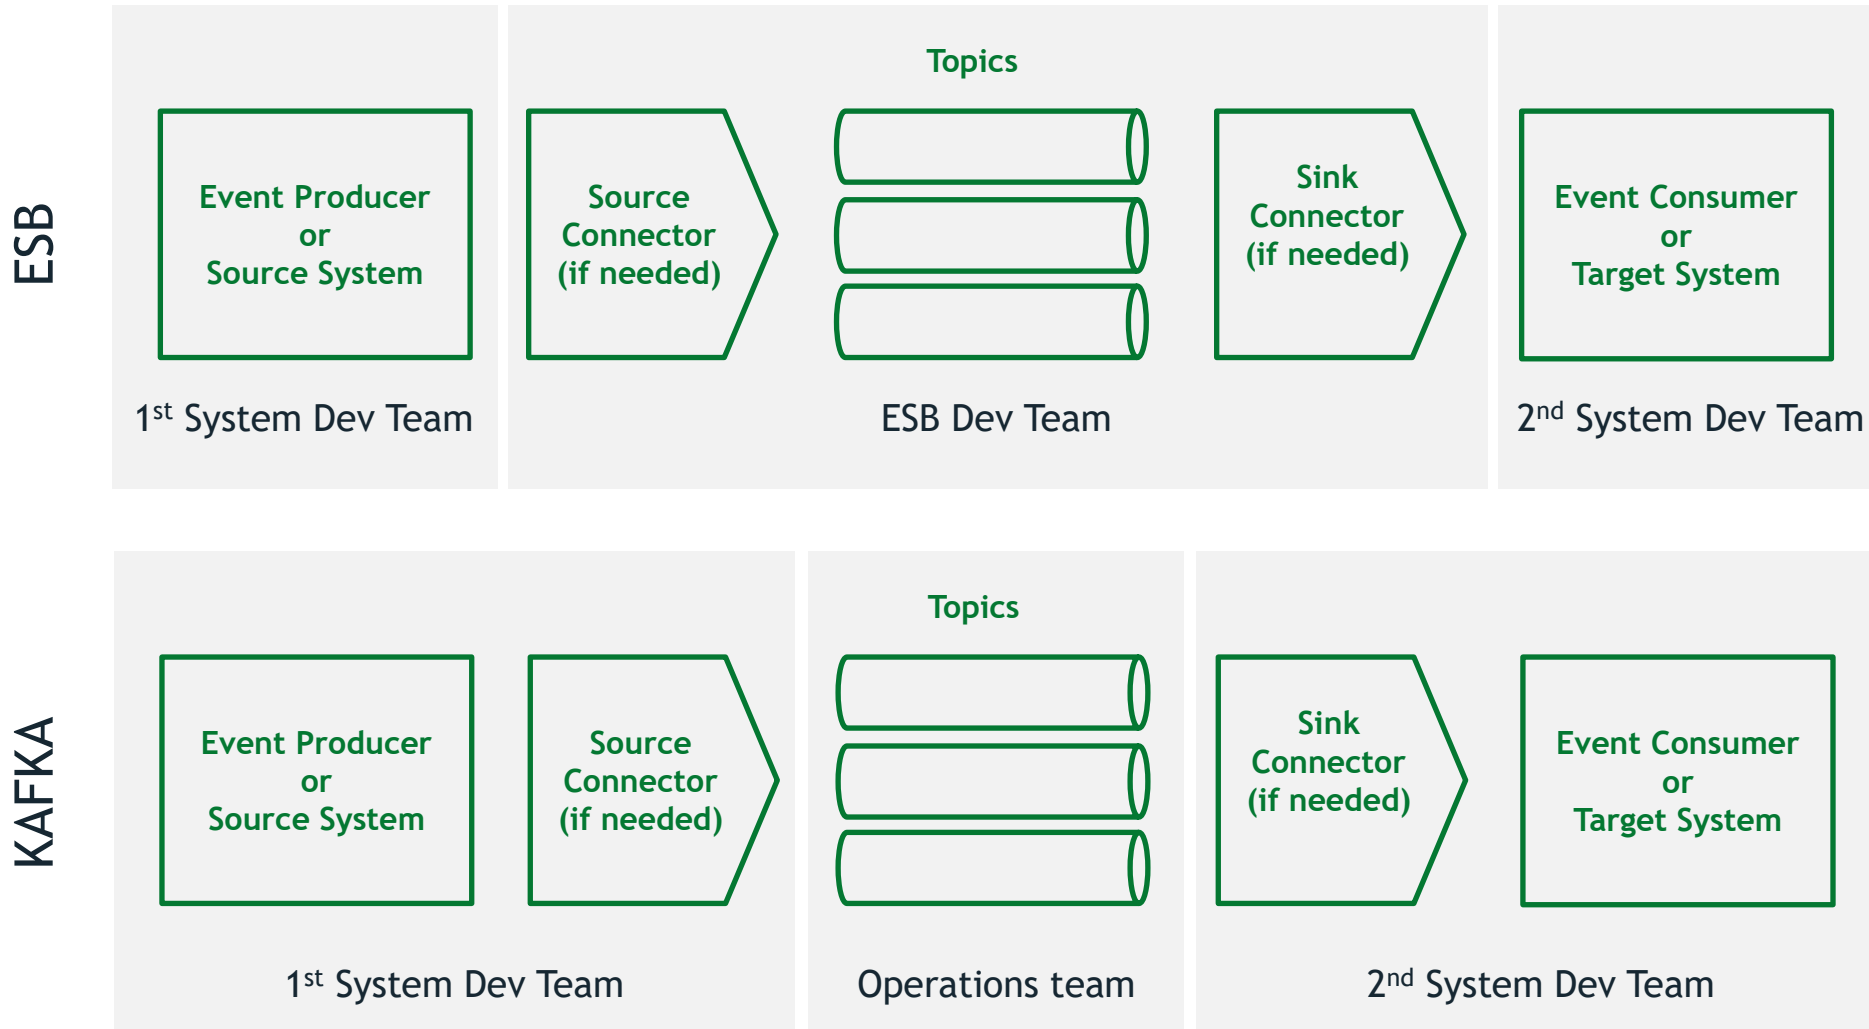 ESB
Topics
Event Producer
or
Source System
Source
Connector
(if needed)
Sink
Connector
(if needed)
Event Consumer
or
Target System
1st System Dev Team
ESB Dev Team
2nd System Dev Team
KAFKA
Topics
Event Producer
or
Source System
Source
Connector
(if needed)
Sink
Connector
(if needed)
Event Consumer
or
Target System
1st System Dev Team
Operations team
2nd System Dev Team